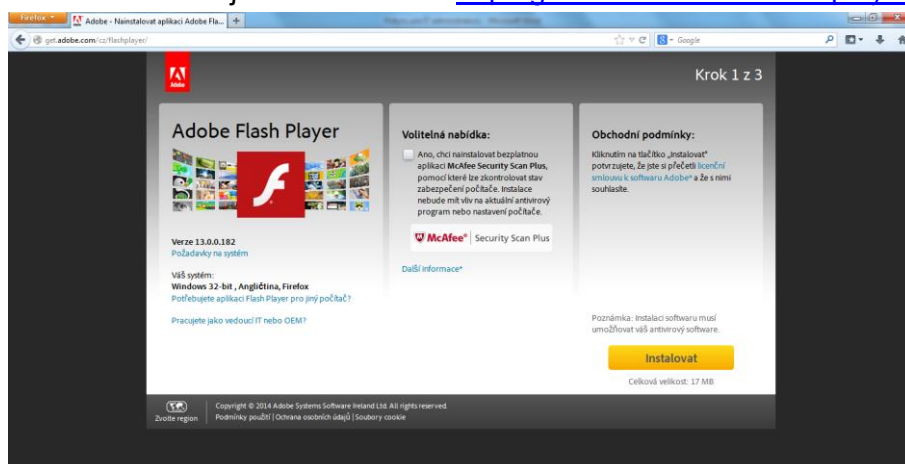 Firefox
Adobe - Nainstalovat aplikaci Adobe Fla...
get.adobe.com/cz/flashplayer/
Google
Adobe
Krok 1 z 3
Adobe Flash Player
Verze 13.0.0.182
Požadavky na systém
Váš systém:
Windows 32-bit , Angličtina, Firefox
Potřebujete aplikaci Flash Player pro jiný počítač?
Pracujete jako vedoucí IT nebo OEM?
Volitelná nabídka:
Ano, chci nainstalovat bezplatnou
aplikaci McAfee Security Scan Plus,
pomocí které lze zkontrolovat stav
zabezpečení počítače. Instalace
nebude mít vliv na aktuální antivirový
program nebo nastavení počítače.
McAfee® | Security Scan Plus
Další informace*
Obchodní podmínky:
Kliknutím na tlačítko „Instalovat"
potvrzujete, že jste si přečetli licenční
smlouvu k softwaru Adobe* a že s nimi
souhlasíte.
Poznámka: Instalaci softwaru musí
umožňovat váš antivirový software.
Instalovat
Celková velikost: 17 MB
Zvolte region
Copyright © 2014 Adobe Systems Software Ireland Ltd. All rights reserved.
Podmínky použití | Ochrana osobních údajů | Soubory cookie